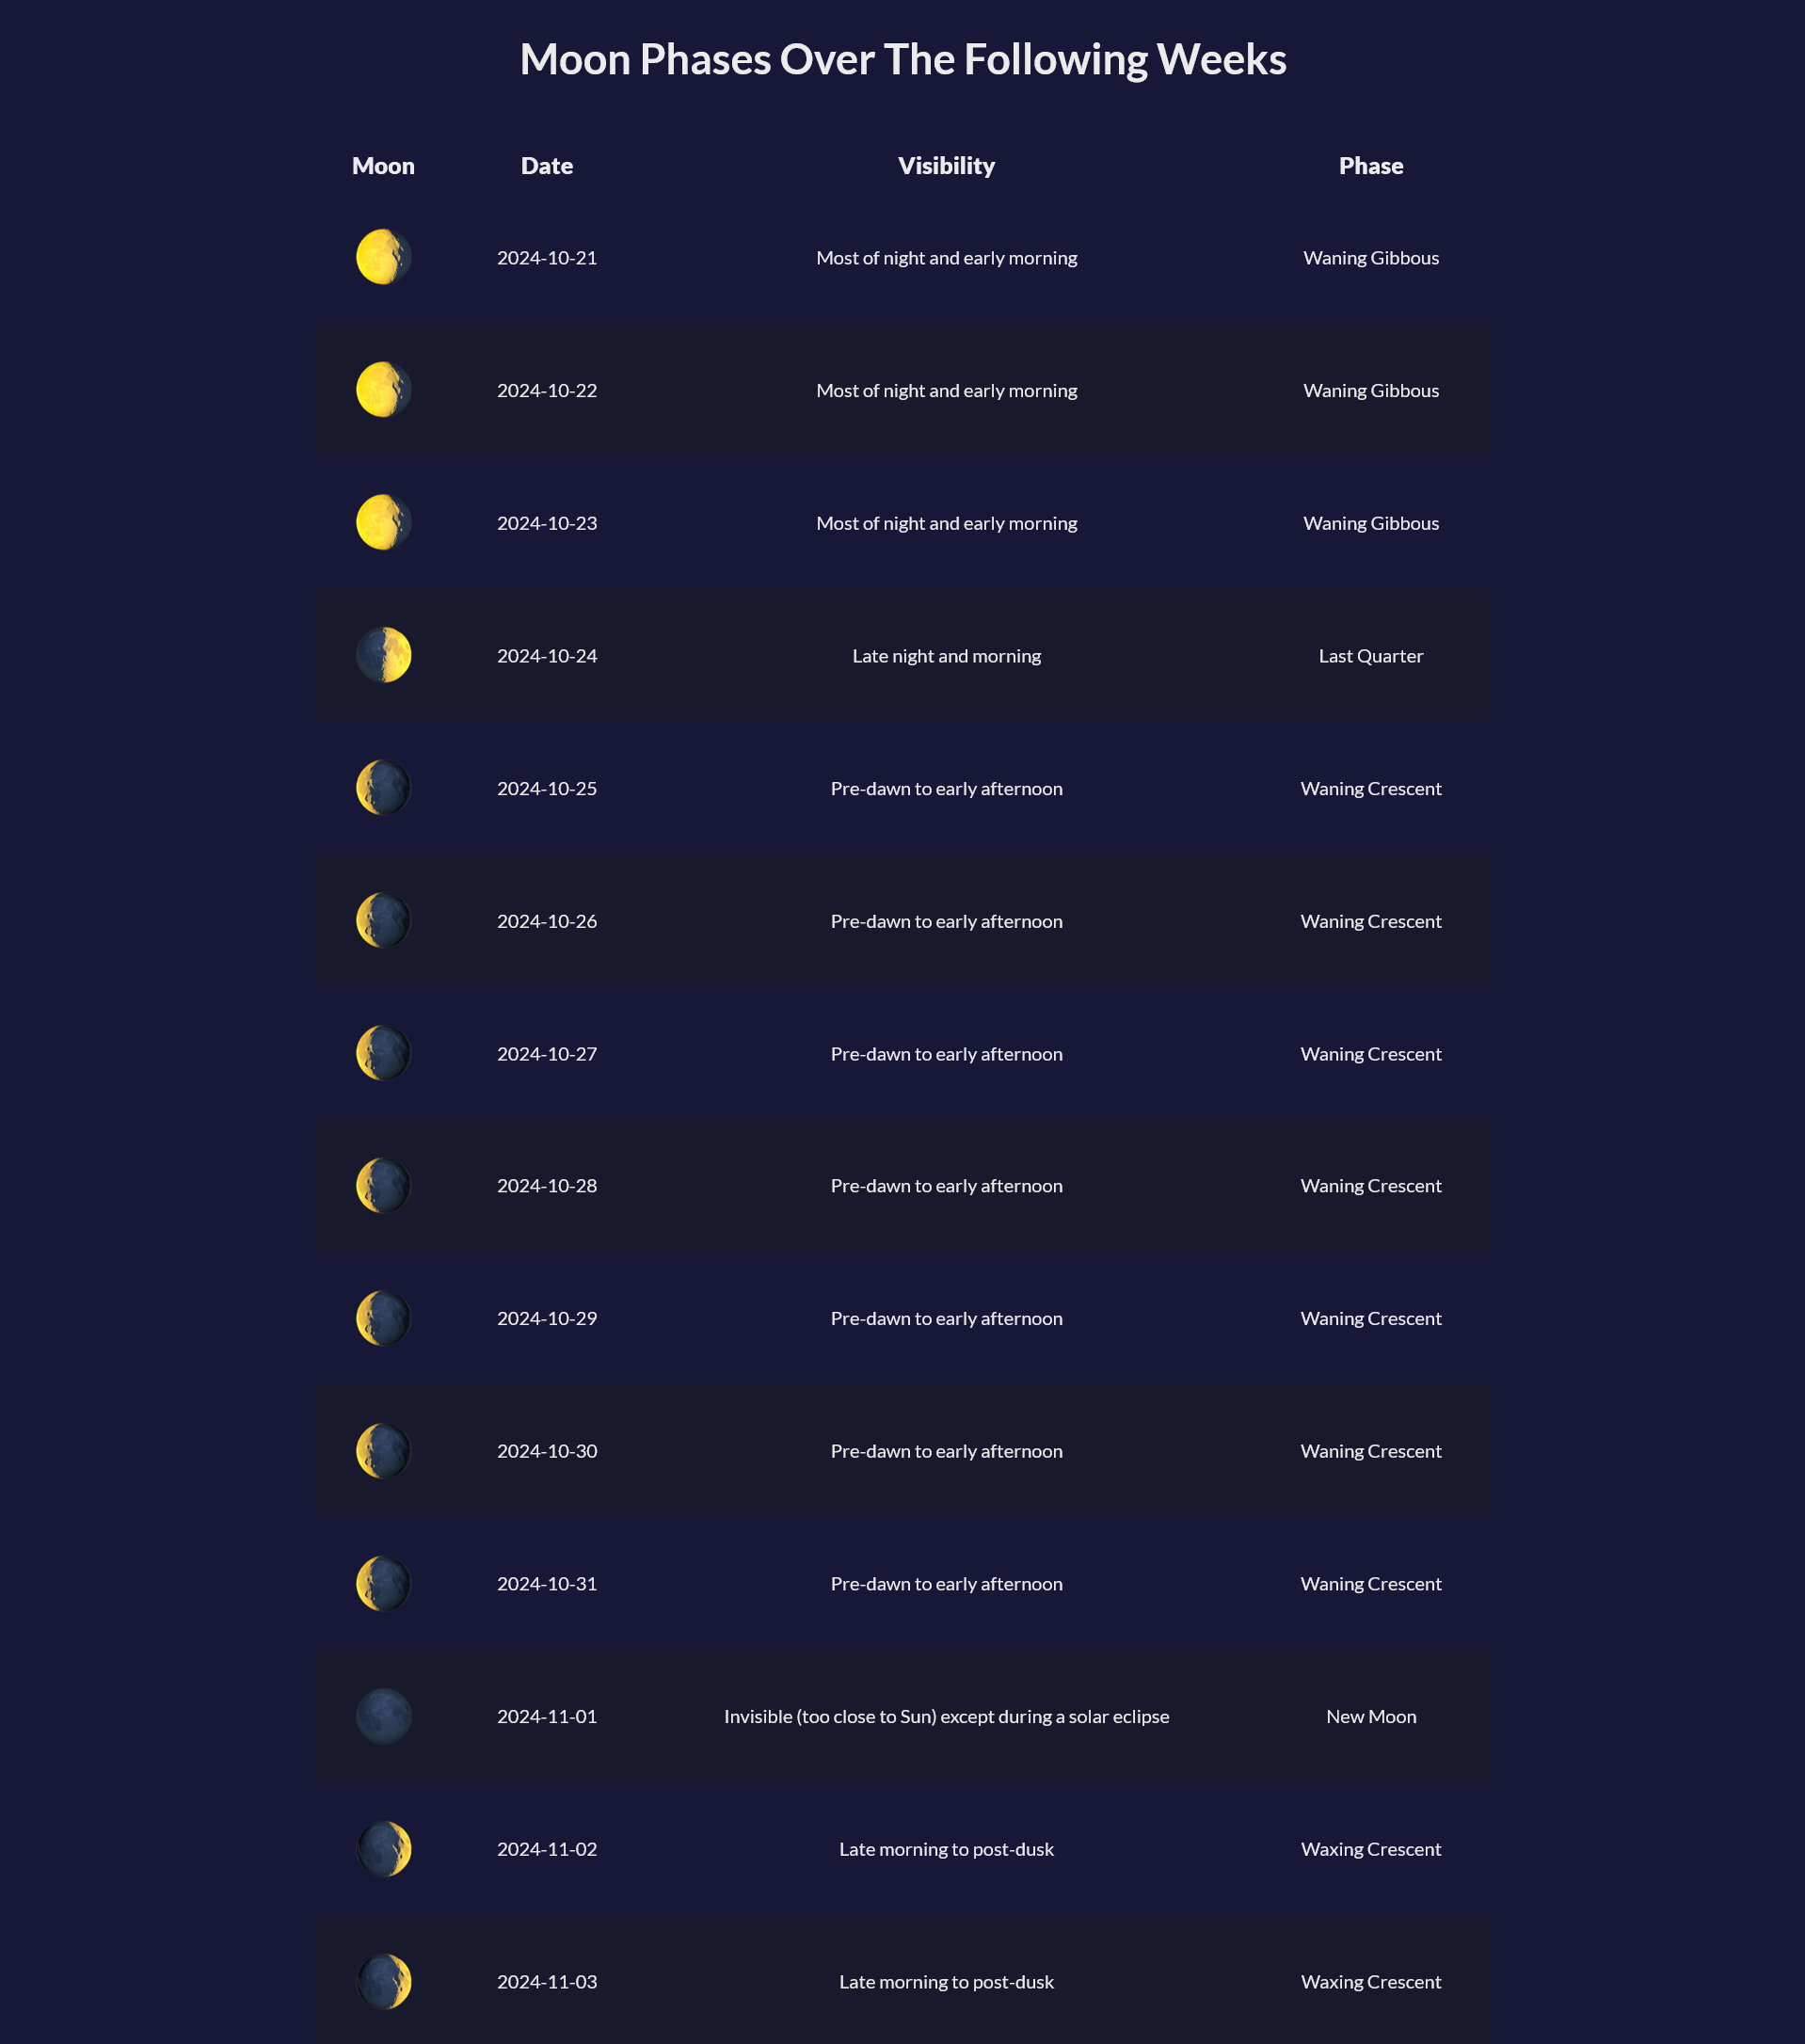 Moon Phases Over The Following Weeks
Moon Date Visibility Phase
2024-10-21 Most of night and early morning Waning Gibbous
2024-10-22 Most of night and early morning Waning Gibbous
2024-10-23 Most of night and early morning Waning Gibbous
2024-10-24 Late night and morning Last Quarter
2024-10-25 Pre-dawn to early afternoon Waning Crescent
2024-10-26 Pre-dawn to early afternoon Waning Crescent
2024-10-27 Pre-dawn to early afternoon Waning Crescent
2024-10-28 Pre-dawn to early afternoon Waning Crescent
2024-10-29 Pre-dawn to early afternoon Waning Crescent
2024-10-30 Pre-dawn to early afternoon Waning Crescent
2024-10-31 Pre-dawn to early afternoon Waning Crescent
2024-11-01 Invisible (too close to Sun) except during a solar eclipse New Moon
2024-11-02 Late morning to post-dusk Waxing Crescent
2024-11-03 Late morning to post-dusk Waxing Crescent